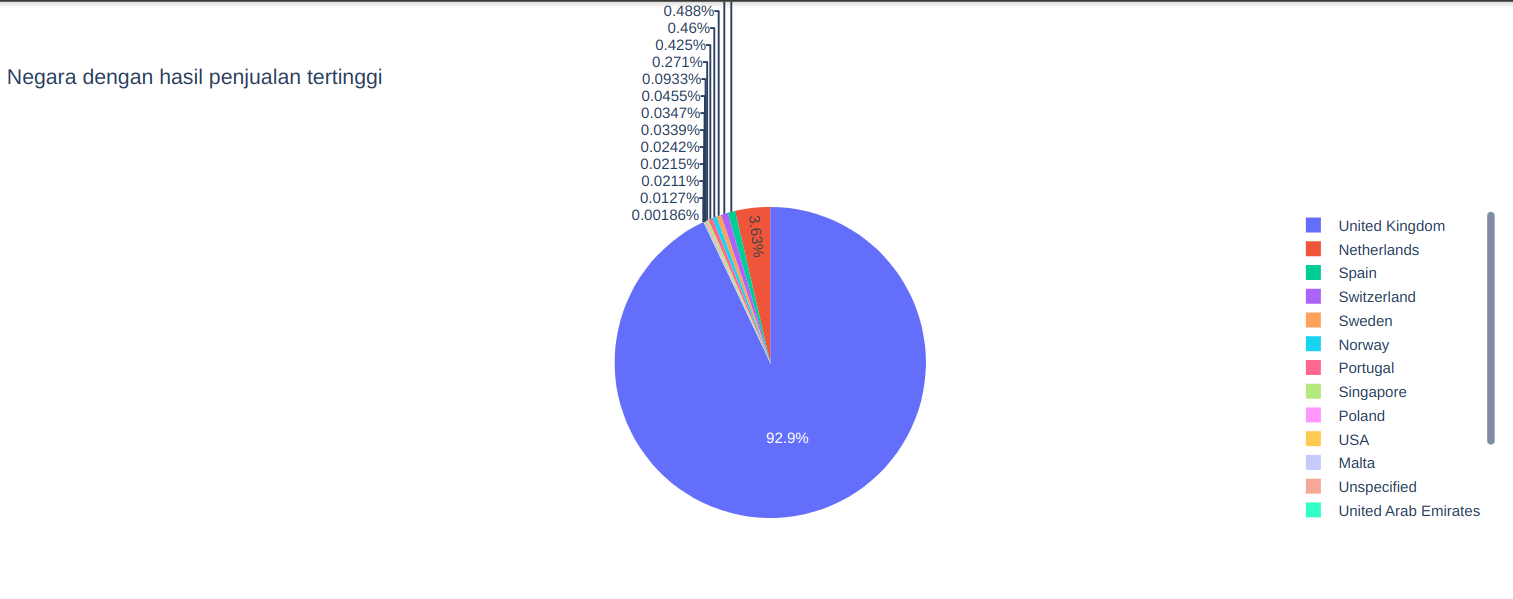 0.488%
0.46%
0.425%
0.271%
0.0933%
0.0455%
0.0347%
0.0339%
0.0242%
0.0215%
0.0211%
0.0127%
0.00186%
Negara dengan hasil penjualan tertinggi
3.63%
92.9%
United Kingdom
Netherlands
Spain
Switzerland
Sweden
Norway
Portugal
Singapore
Poland
USA
Malta
Unspecified
United Arab Emirates